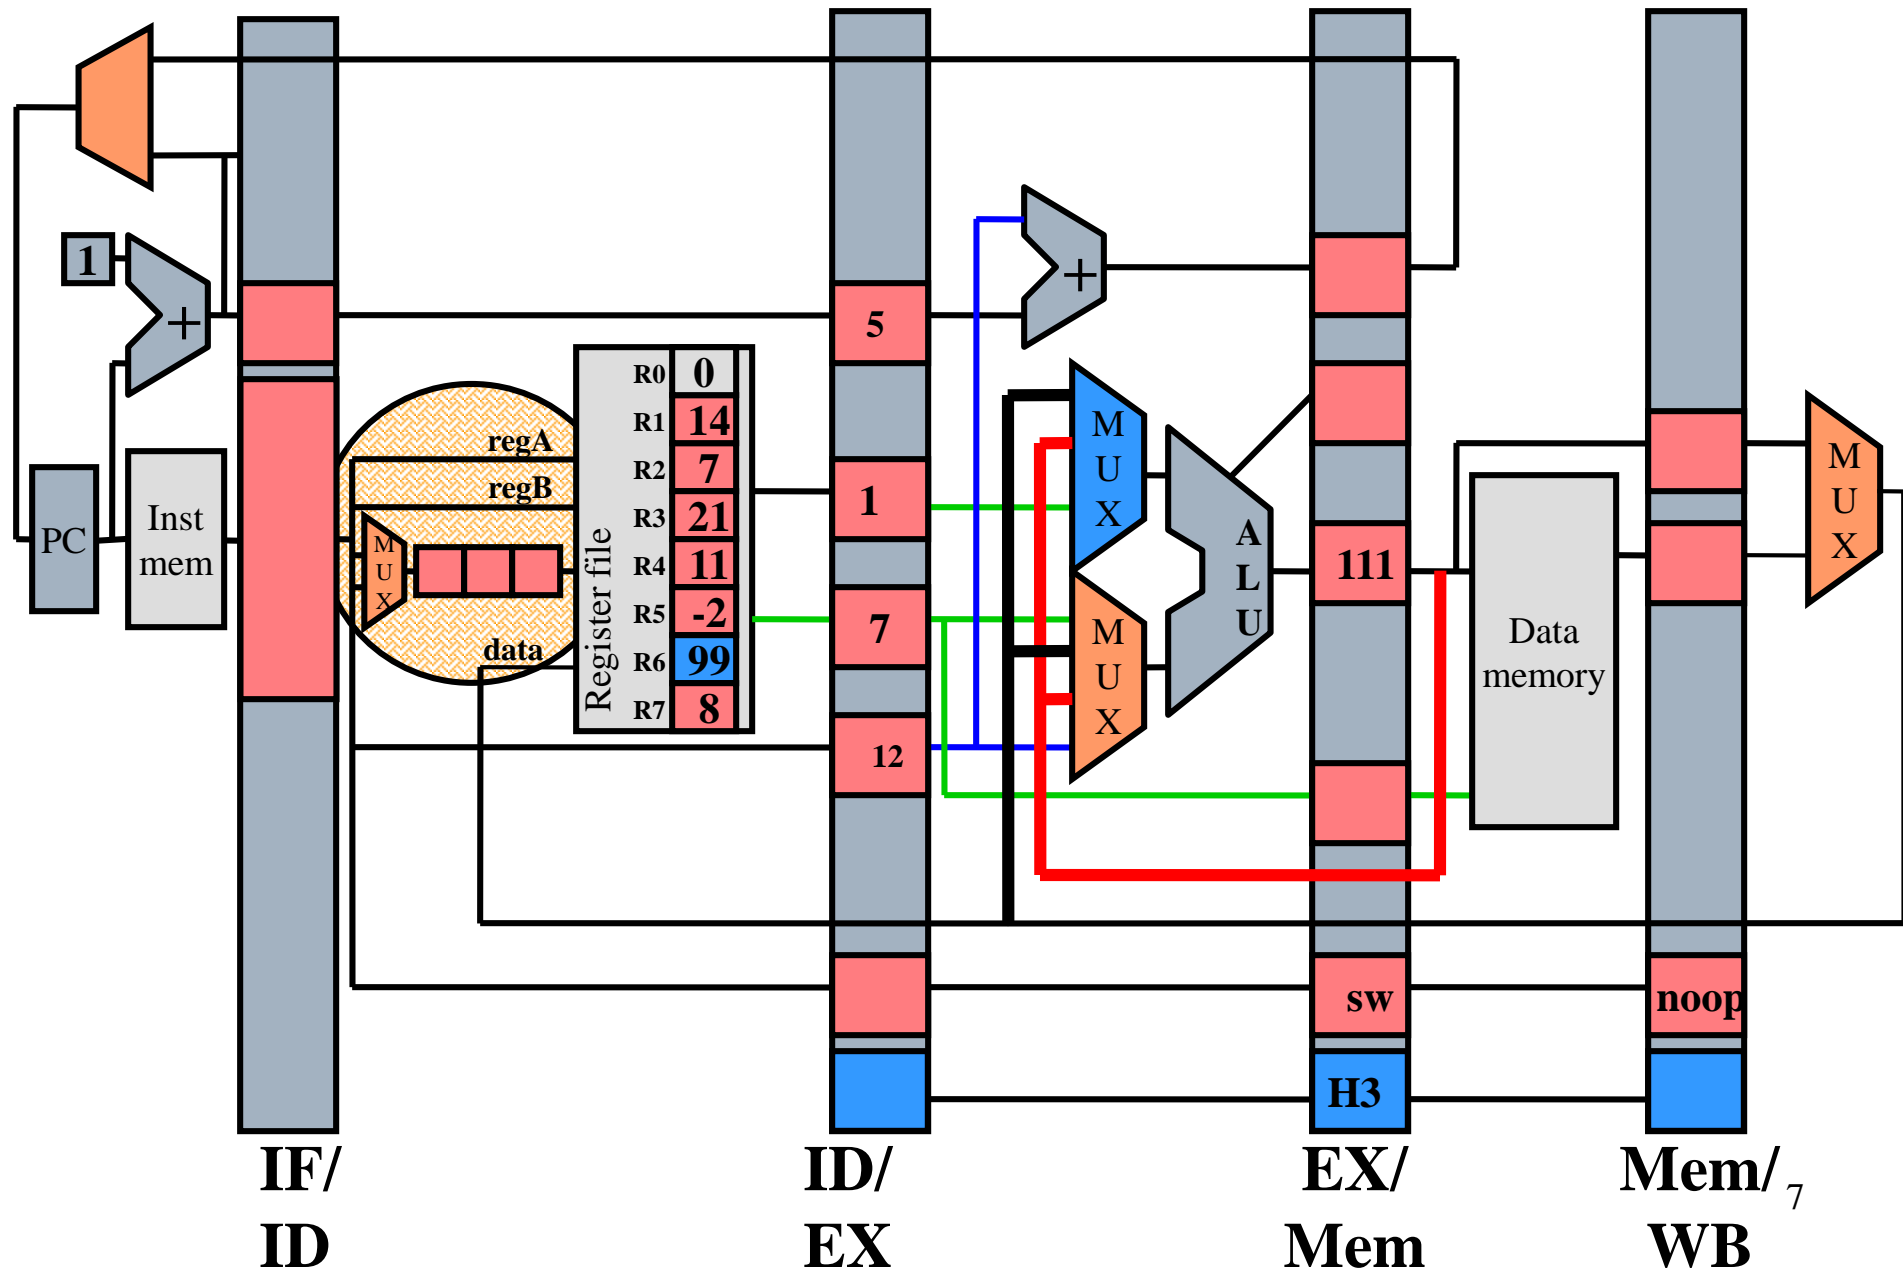 1
+
PC
Inst
mem
regA
regB
M
U
X
data
Register file
R0 0
R1 14
R2 7
R3 21
R4 11
R5 -2
R6 99
R7 8
5
1
7
12
+
M
U
X
M
U
X
A
L
U
111
sw
H3
Data
memory
noop
M
U
X
IF/
ID
ID/
EX
EX/
Mem
Mem/
WB
7